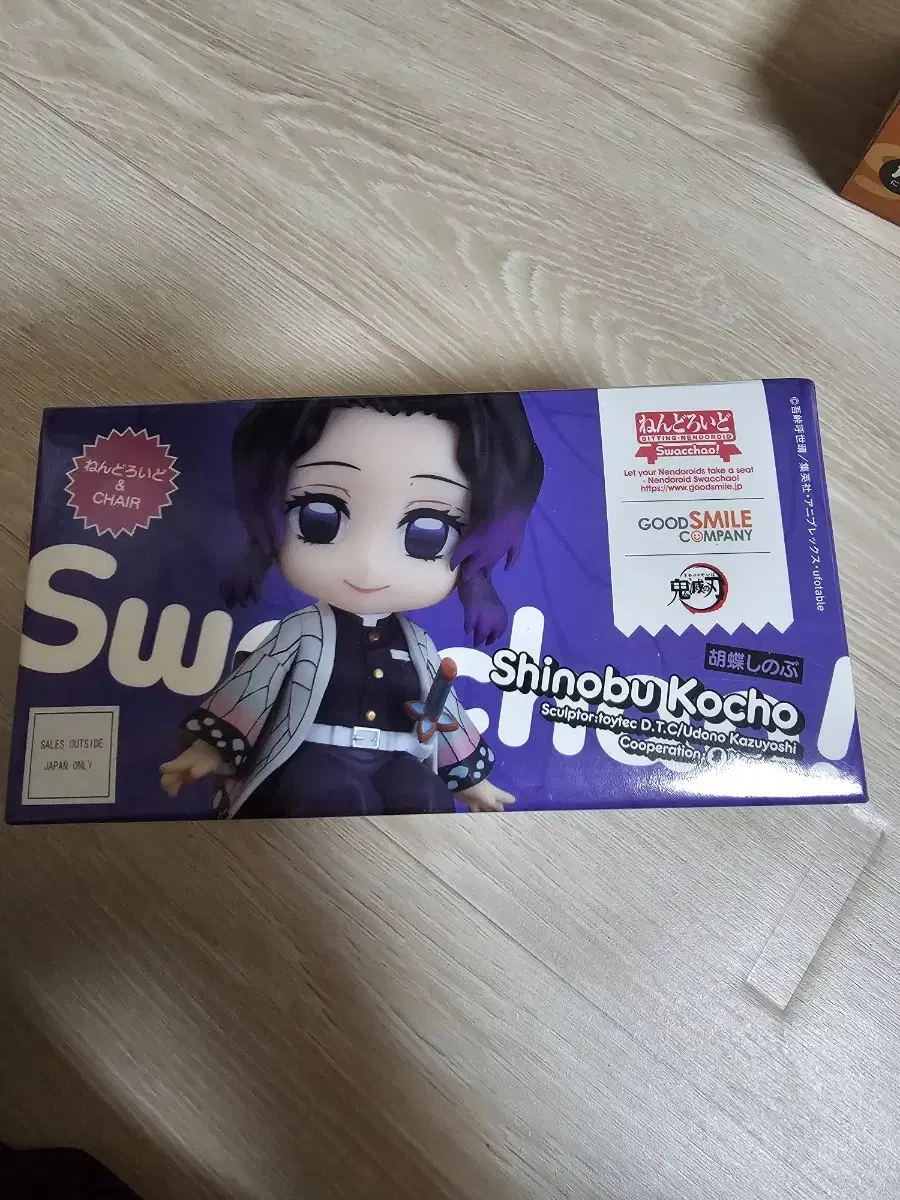 ねんどろいど
&
CHAIR
Sw
ch
SALES OUTSIDE
JAPAN ONLY
ねんどろいど
SITTING-NENDOROID
Swacchao!
Let your Nendoroids take a seat
- Nendoroid Swacchao!
https://www.goodsmile.jp
GOODSMILE
COMPANY
鬼滅の刃
©吾峠呼世晴/集英社・アニプレックス・ufotable
胡蝶しのぶ
Shinobu Kocho
Sculptor:toytec D.T.C/Udono Kazuyoshi
Cooperation: